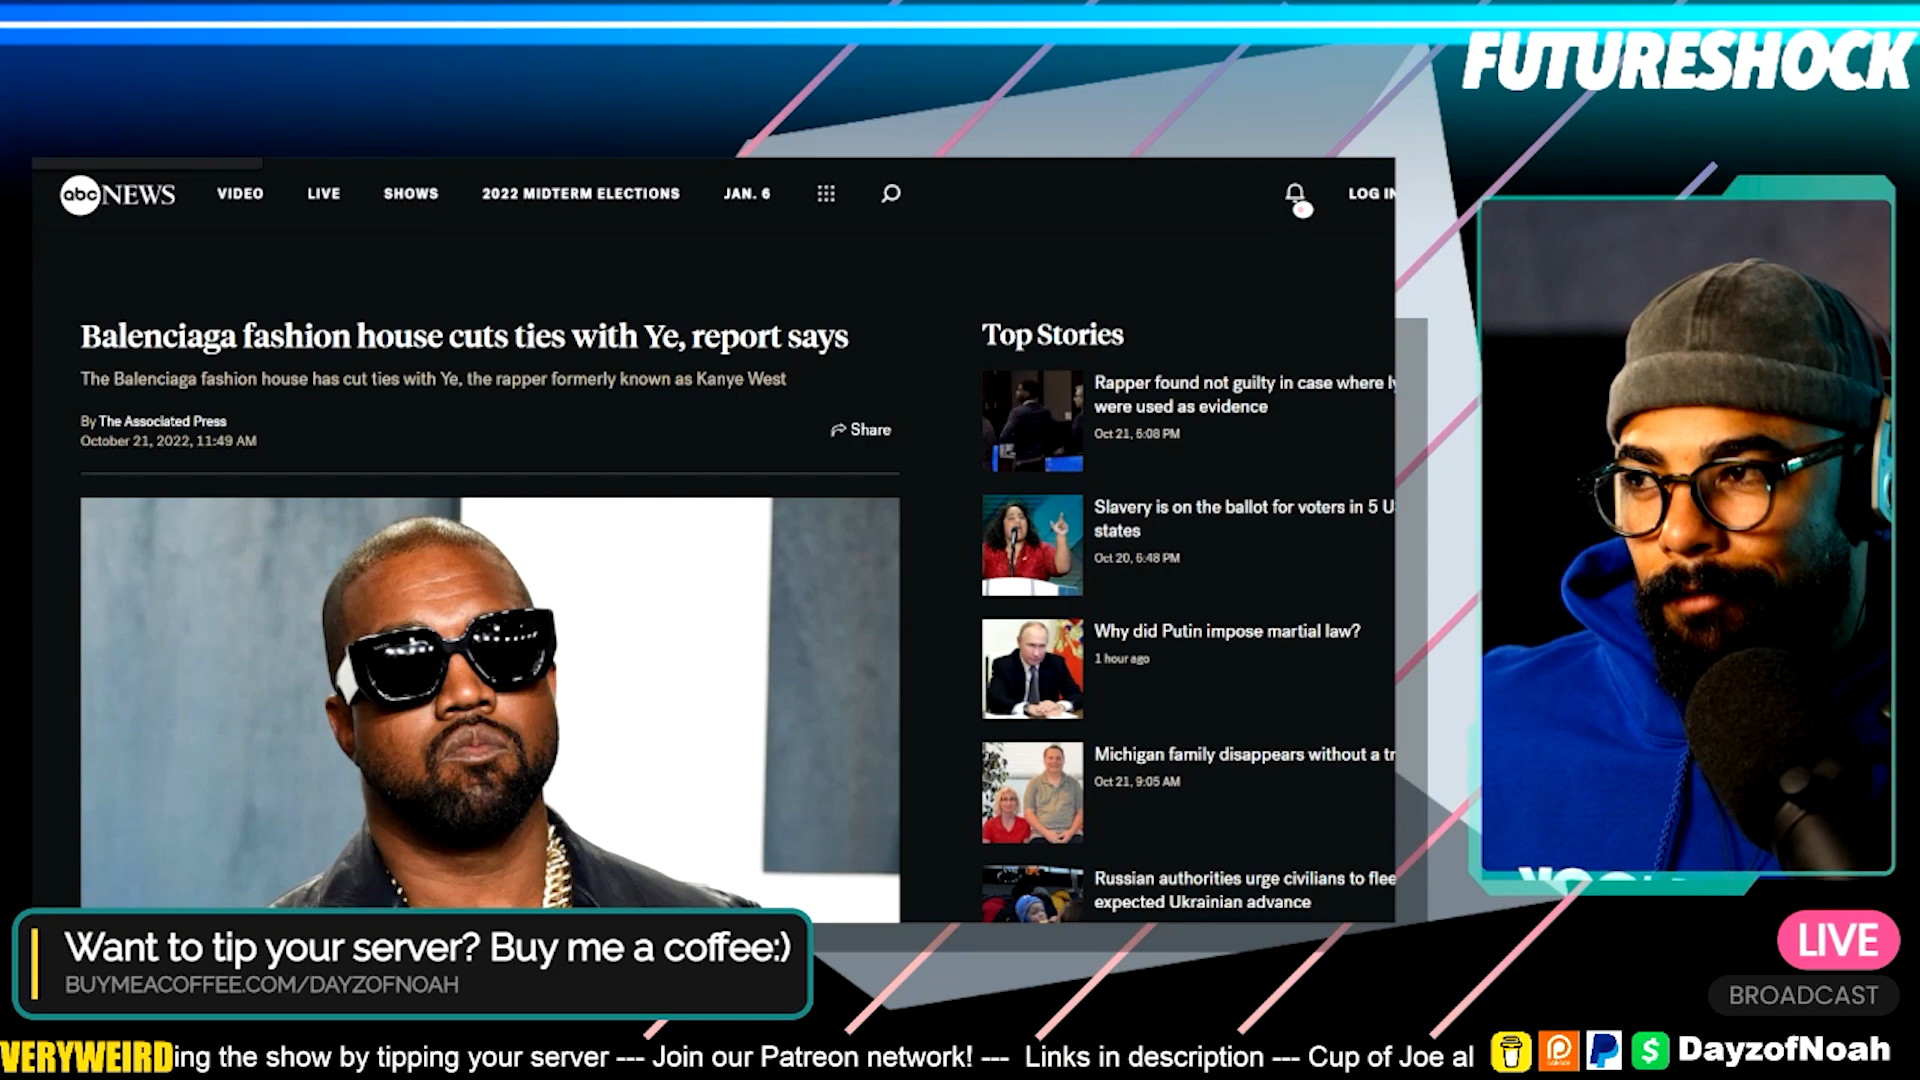 FUTURESHOCK
abc NEWS
VIDEO
LIVE
SHOWS
2022 MIDTERM ELECTIONS
JAN. 6
LOG IN
Balenciaga fashion house cuts ties with Ye, report says
The Balenciaga fashion house has cut ties with Ye, the rapper formerly known as Kanye West
By The Associated Press
October 21, 2022, 11:49 AM
Share
Top Stories
Rapper found not guilty in case where
were used as evidence
Oct 21, 5:08 PM
Slavery is on the ballot for voters in 5 U
states
Oct 20, 5:48 PM
Why did Putin impose martial law?
1 hour ago
Michigan family disappears without a tr
Oct 21, 9:05 AM
Russian authorities urge civilians to flee
expected Ukrainian advance
Want to tip your server? Buy me a coffee:)
BUYMEACOFFEE.COM/DAYZOFNOAH
LIVE
BROADCAST
VERYWEIRD
ing the show by tipping your server --- Join our Patreon network! --- Links in description --- Cup of Joe al
DayzofNoah